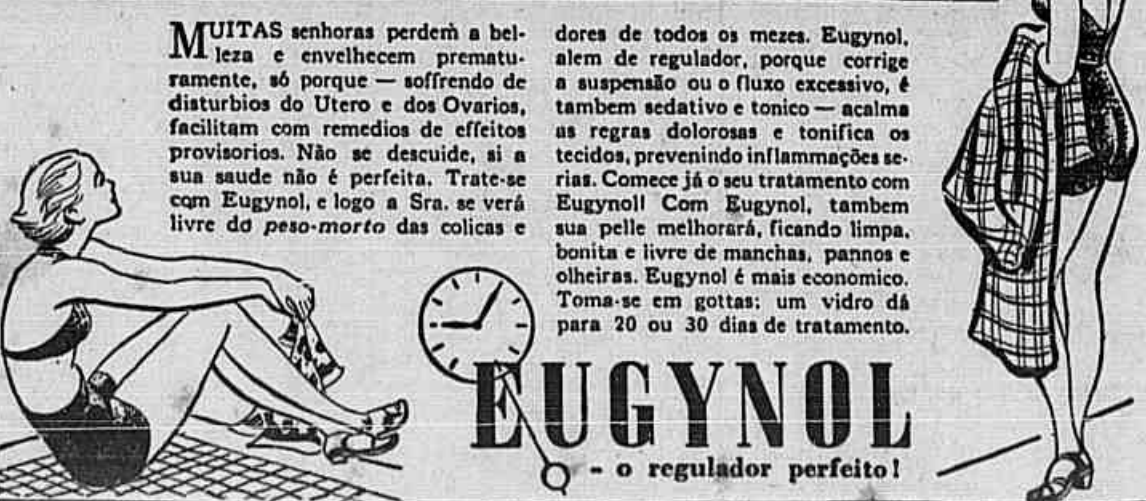 MUITAS senhoras perdem a bel-
leza e envelhecem prematu-
ramente, só porque — soffrendo de
disturbios do Utero e dos Ovarios,
facilitam com remedios de effeitos
provisorios. Não se descuide, si a
sua saude não é perfeita. Trate-se
com Eugynol, e logo a Sra. se verá
livre do peso-morto das colicas e
dores de todos os mezes. Eugynol,
alem de regulador, porque corrige
a suspensão ou o fluxo excessivo, é
tambem sedativo e tonico — acalma
as regras dolorosas e tonifica os
tecidos, prevenindo inflammações se-
rias. Comece já o seu tratamento com
Eugynol! Com Eugynol, tambem
sua pelle melhorará, ficando limpa,
bonita e livre de manchas, pannos e
olheiras. Eugynol é mais economico.
Toma-se em gottas: um vidro dá
para 20 ou 30 dias de tratamento.
EUGYNOL
- o regulador perfeito!